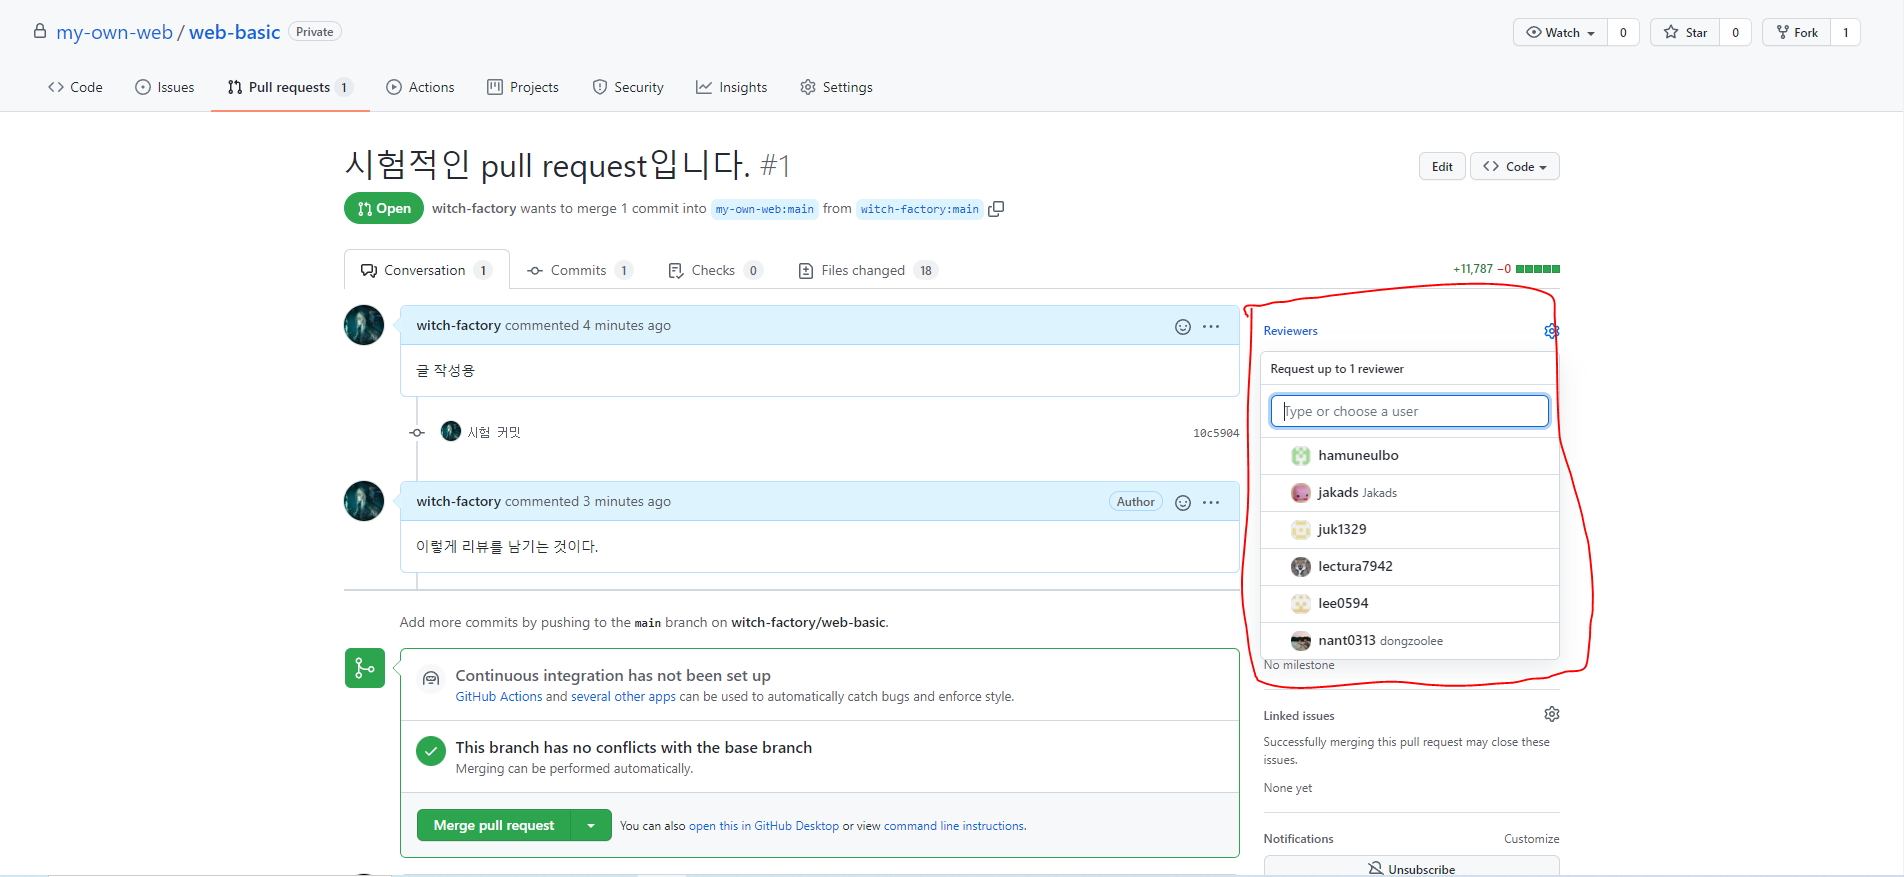 my-own-web / web-basic Private
Watch 0 Star 0 Fork 1
Code Issues Pull requests 1 Actions Projects Security Insights Settings
시험적인 pull request입니다. #1
Edit Code
Open witch-factory wants to merge 1 commit into my-own-web:main from witch-factory:main
Conversation 1 Commits 1 Checks 0 Files changed 18
+11,787 −0
witch-factory commented 4 minutes ago
글 작성용
시험 커밋 10c5904
witch-factory commented 3 minutes ago Author
이렇게 리뷰를 남기는 것이다.
Add more commits by pushing to the main branch on witch-factory/web-basic.
Continuous integration has not been set up
GitHub Actions and several other apps can be used to automatically catch bugs and enforce style.
This branch has no conflicts with the base branch
Merging can be performed automatically.
Merge pull request You can also open this in GitHub Desktop or view command line instructions.
Reviewers
Request up to 1 reviewer
Type or choose a user
hamuneulbo
jakads Jakads
juk1329
lectura7942
lee0594
nant0313 dongzoolee
No milestone
Linked issues
Successfully merging this pull request may close these
issues.
None yet
Notifications Customize
Unsubscribe